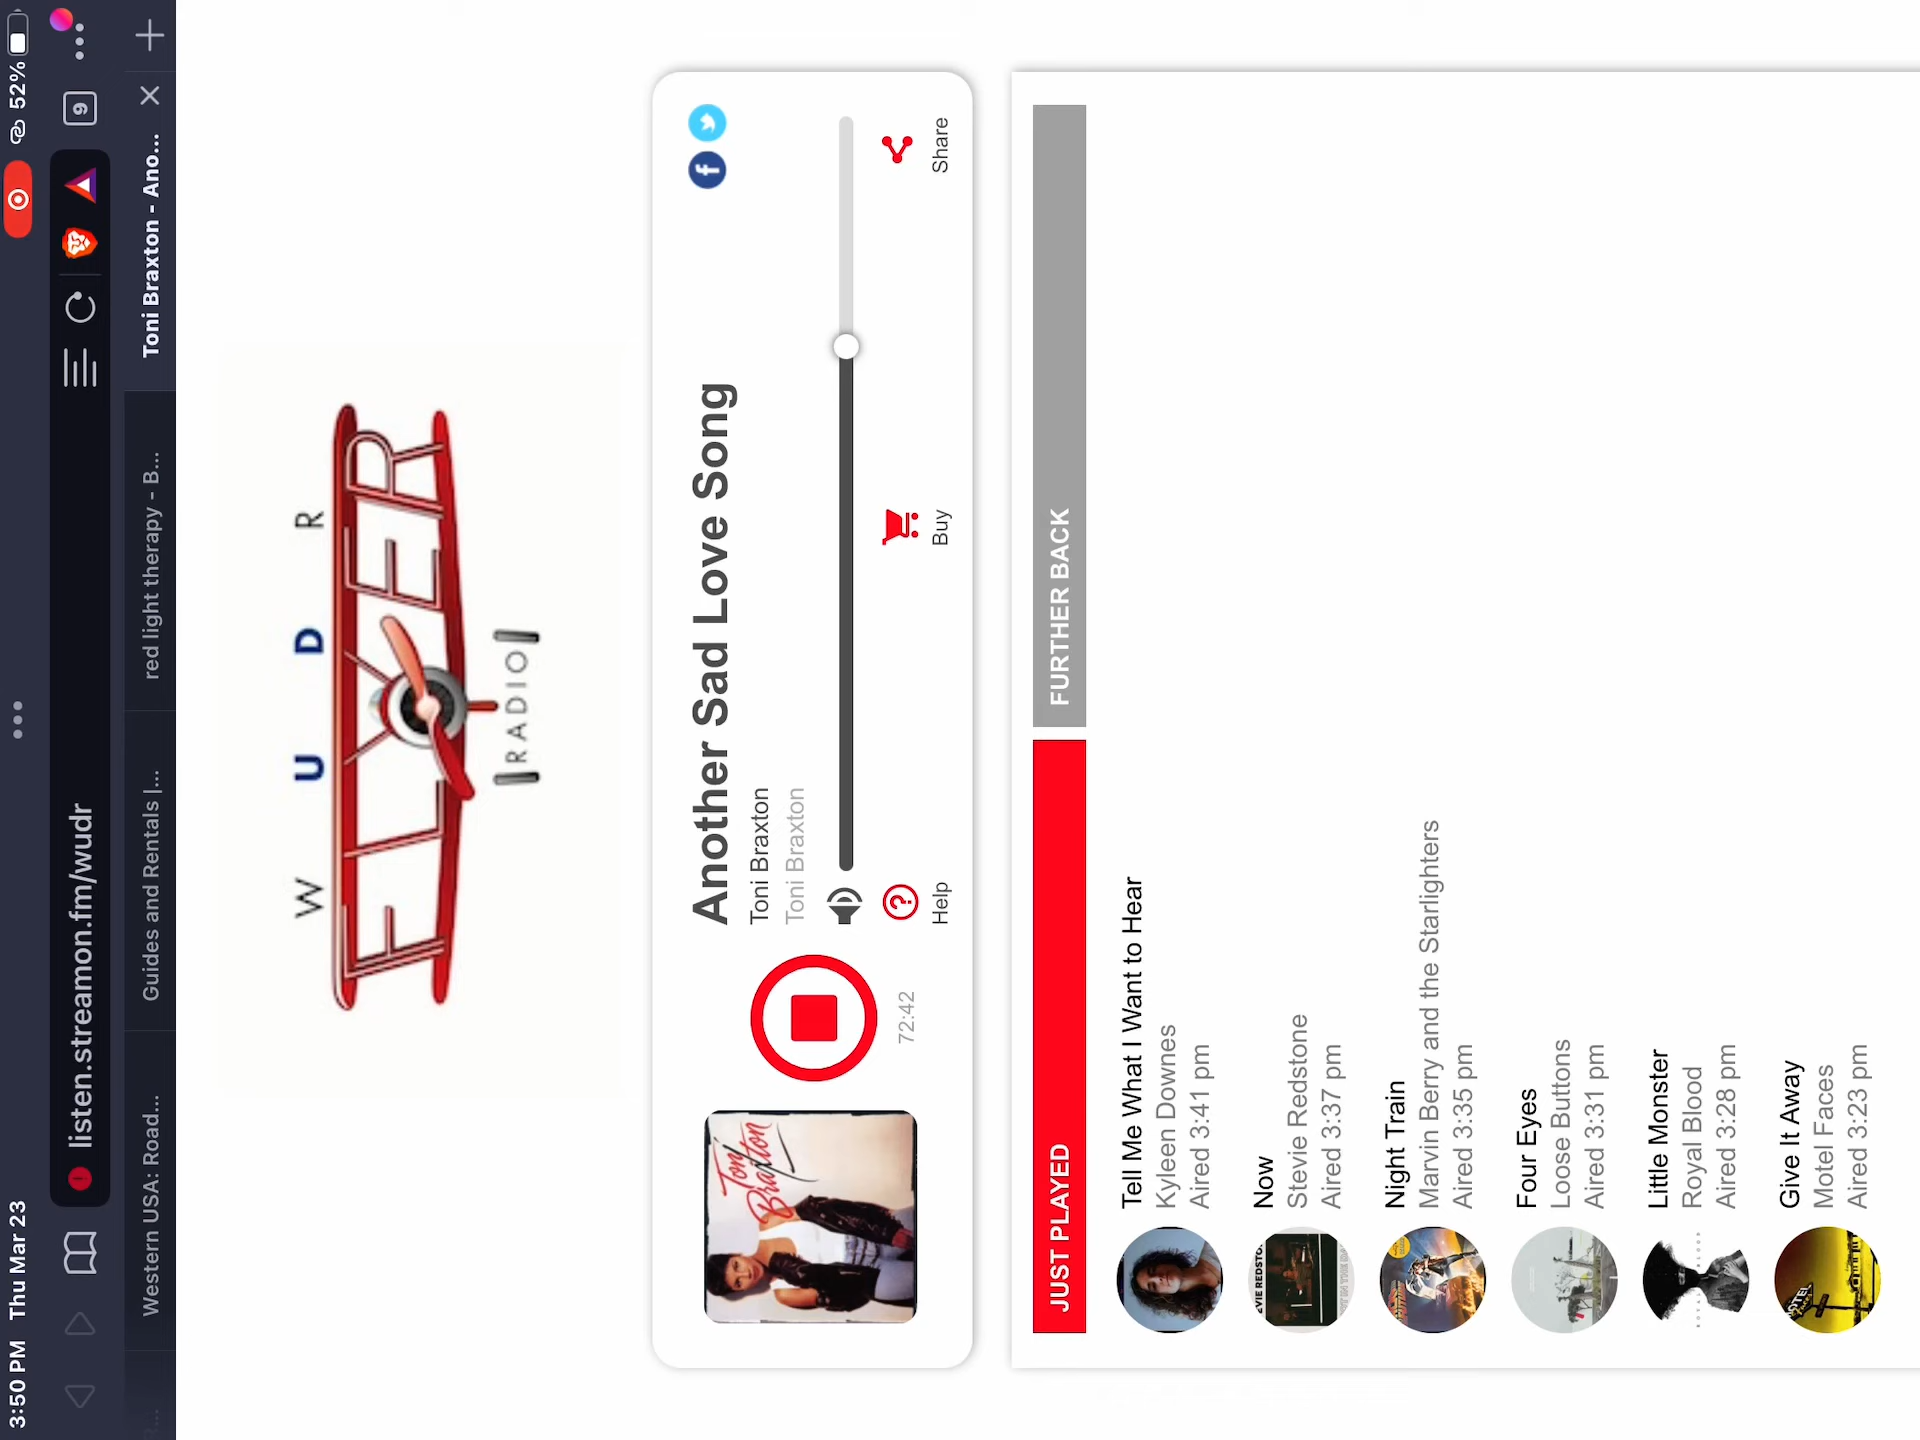 3:50 PM Thu Mar 23
52%
listen.streamon.fm/wudr
9
Western USA: Road...
Guides and Rentals |...
red light therapy - B...
Toni Braxton - Ano...
W U D R
FLYER
RADIO
Toni Braxton
72:42
Another Sad Love Song
Toni Braxton
Toni Braxton
Help
Buy
Share
JUST PLAYED
FURTHER BACK
Tell Me What I Want to Hear
Kyleen Downes
Aired 3:41 pm
Now
Stevie Redstone
Aired 3:37 pm
Night Train
Marvin Berry and the Starlighters
Aired 3:35 pm
Four Eyes
Loose Buttons
Aired 3:31 pm
Little Monster
Royal Blood
Aired 3:28 pm
Give It Away
Motel Faces
Aired 3:23 pm